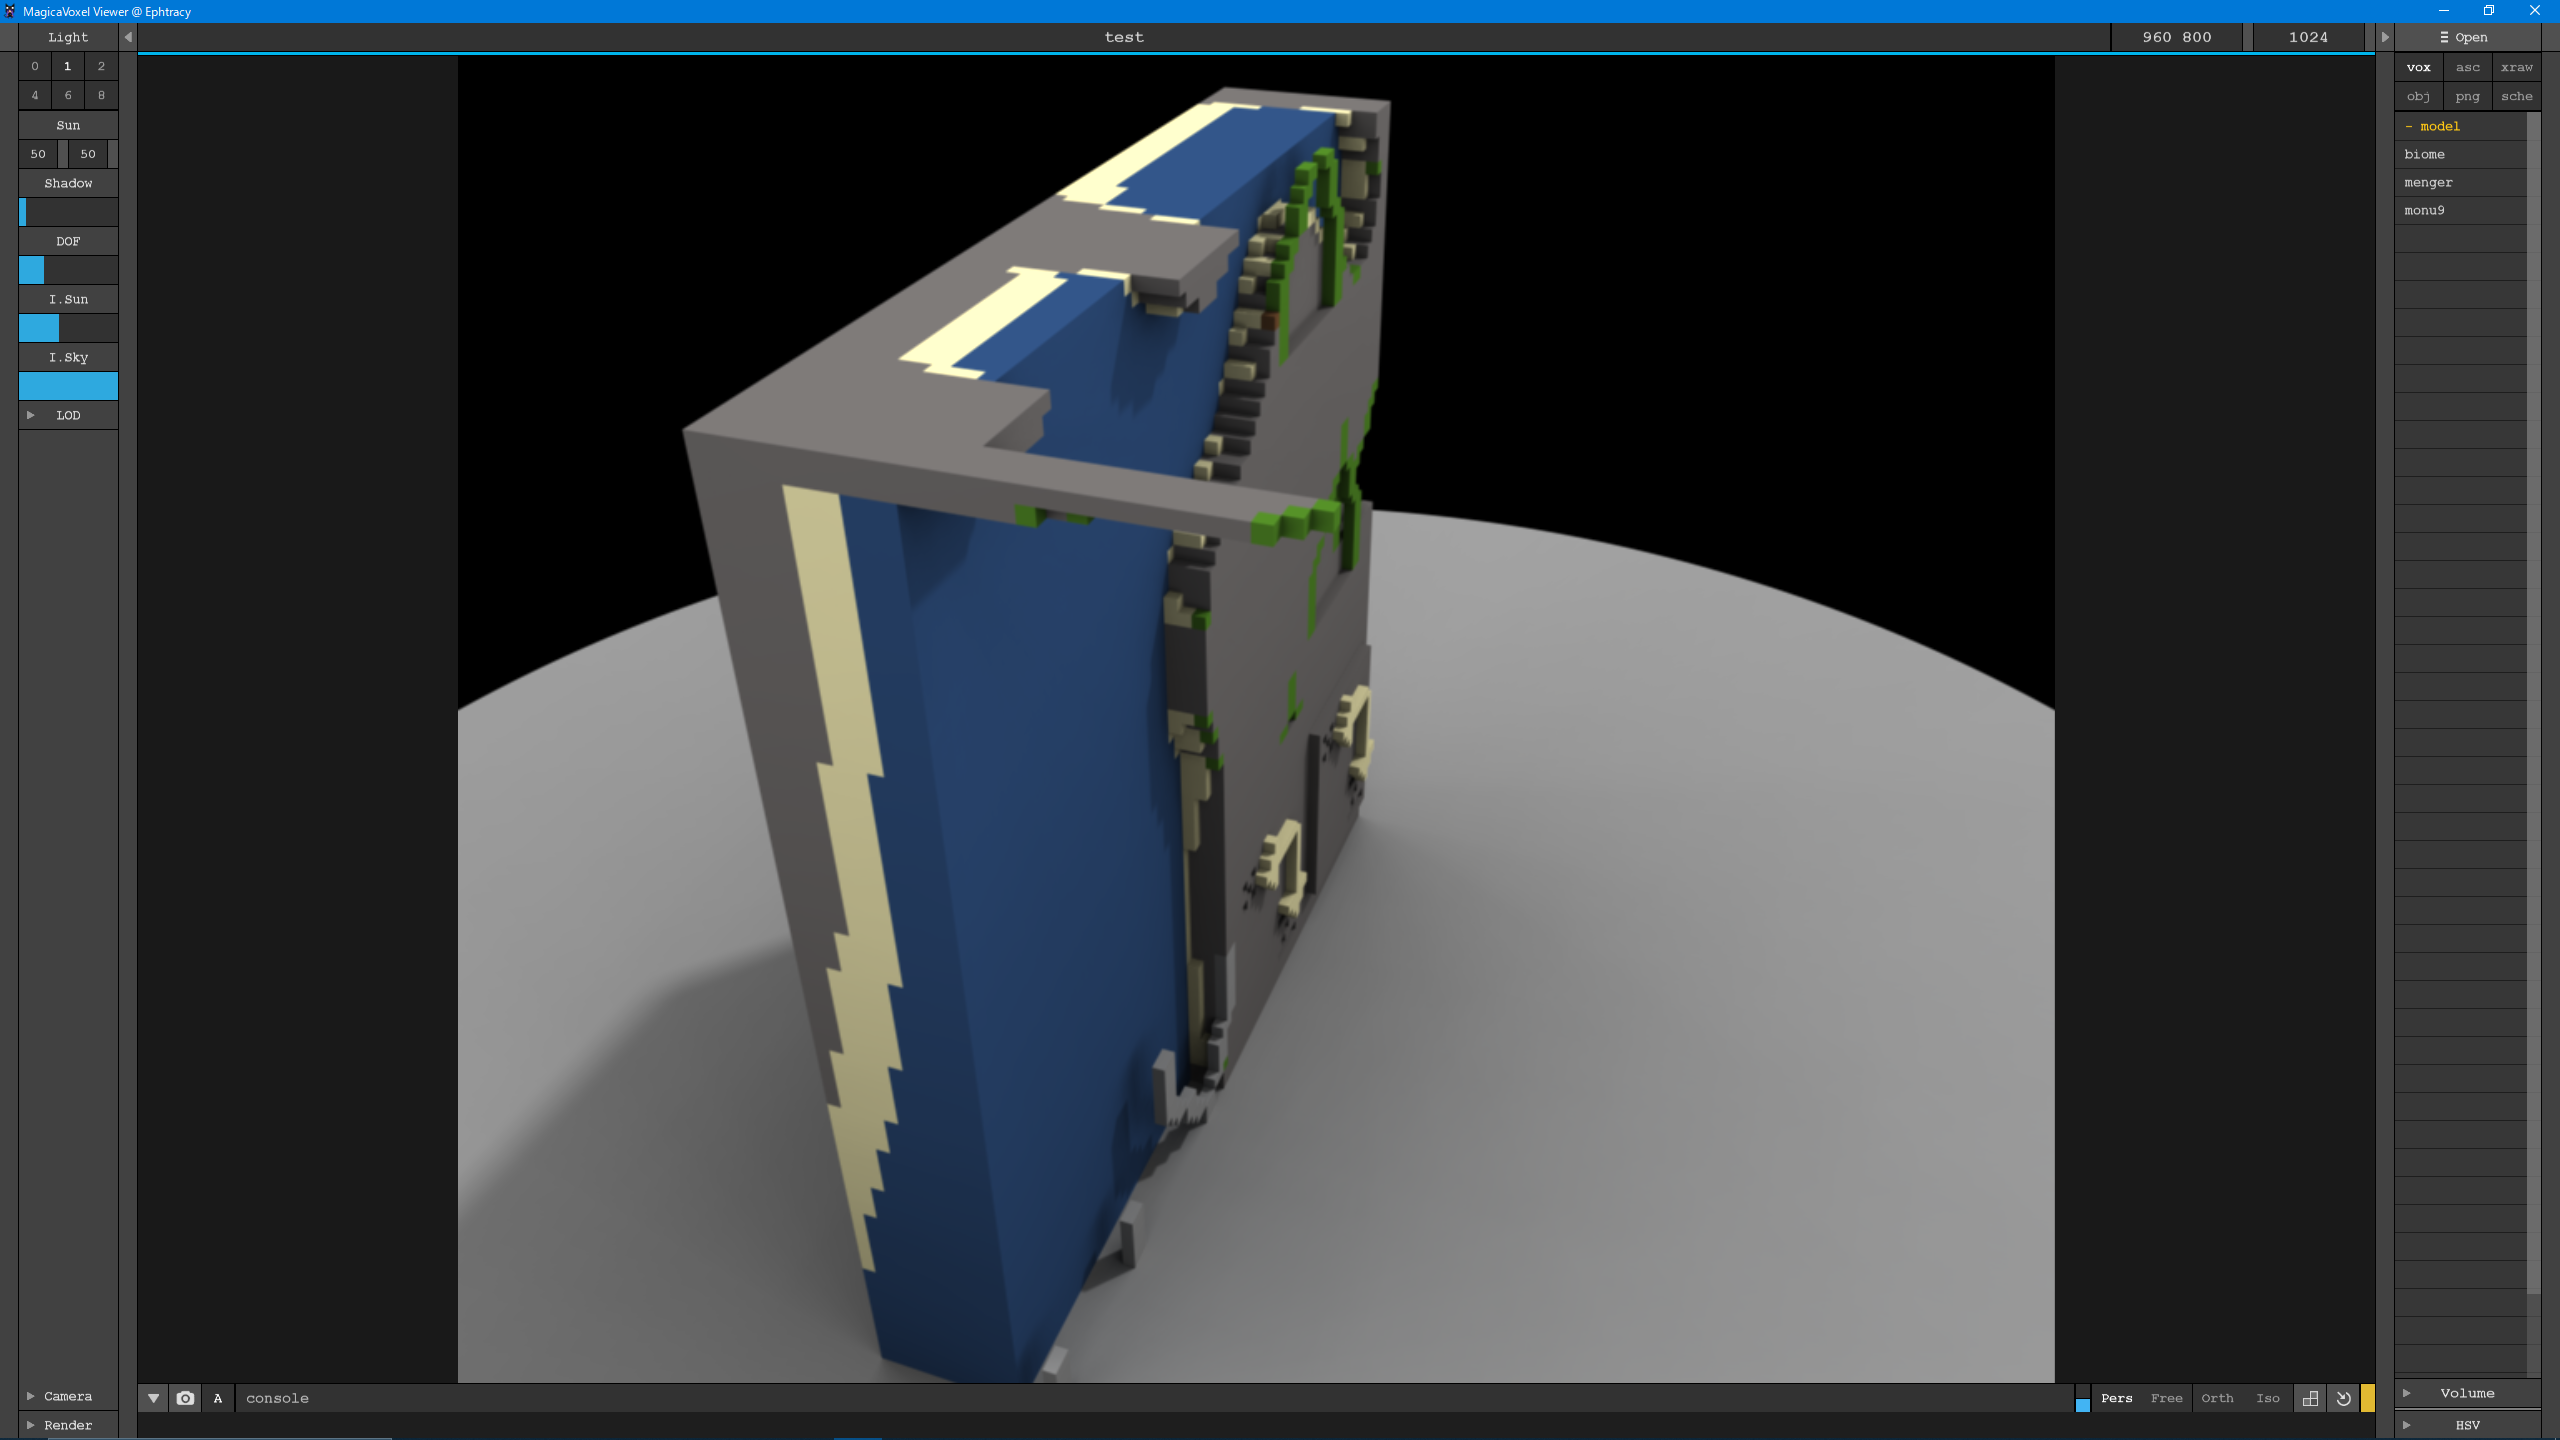 MagicaVoxel Viewer @ Ephtracy
Light
test
960 800
1024
Open
0 1 2
4 6 8
Sun
50 50
Shadow
DOF
I.Sun
I.Sky
LOD
vox asc xraw
obj png sche
- model
biome
menger
monu9
Camera
Render
A
console
Pers Free Orth Iso
Volume
HSV